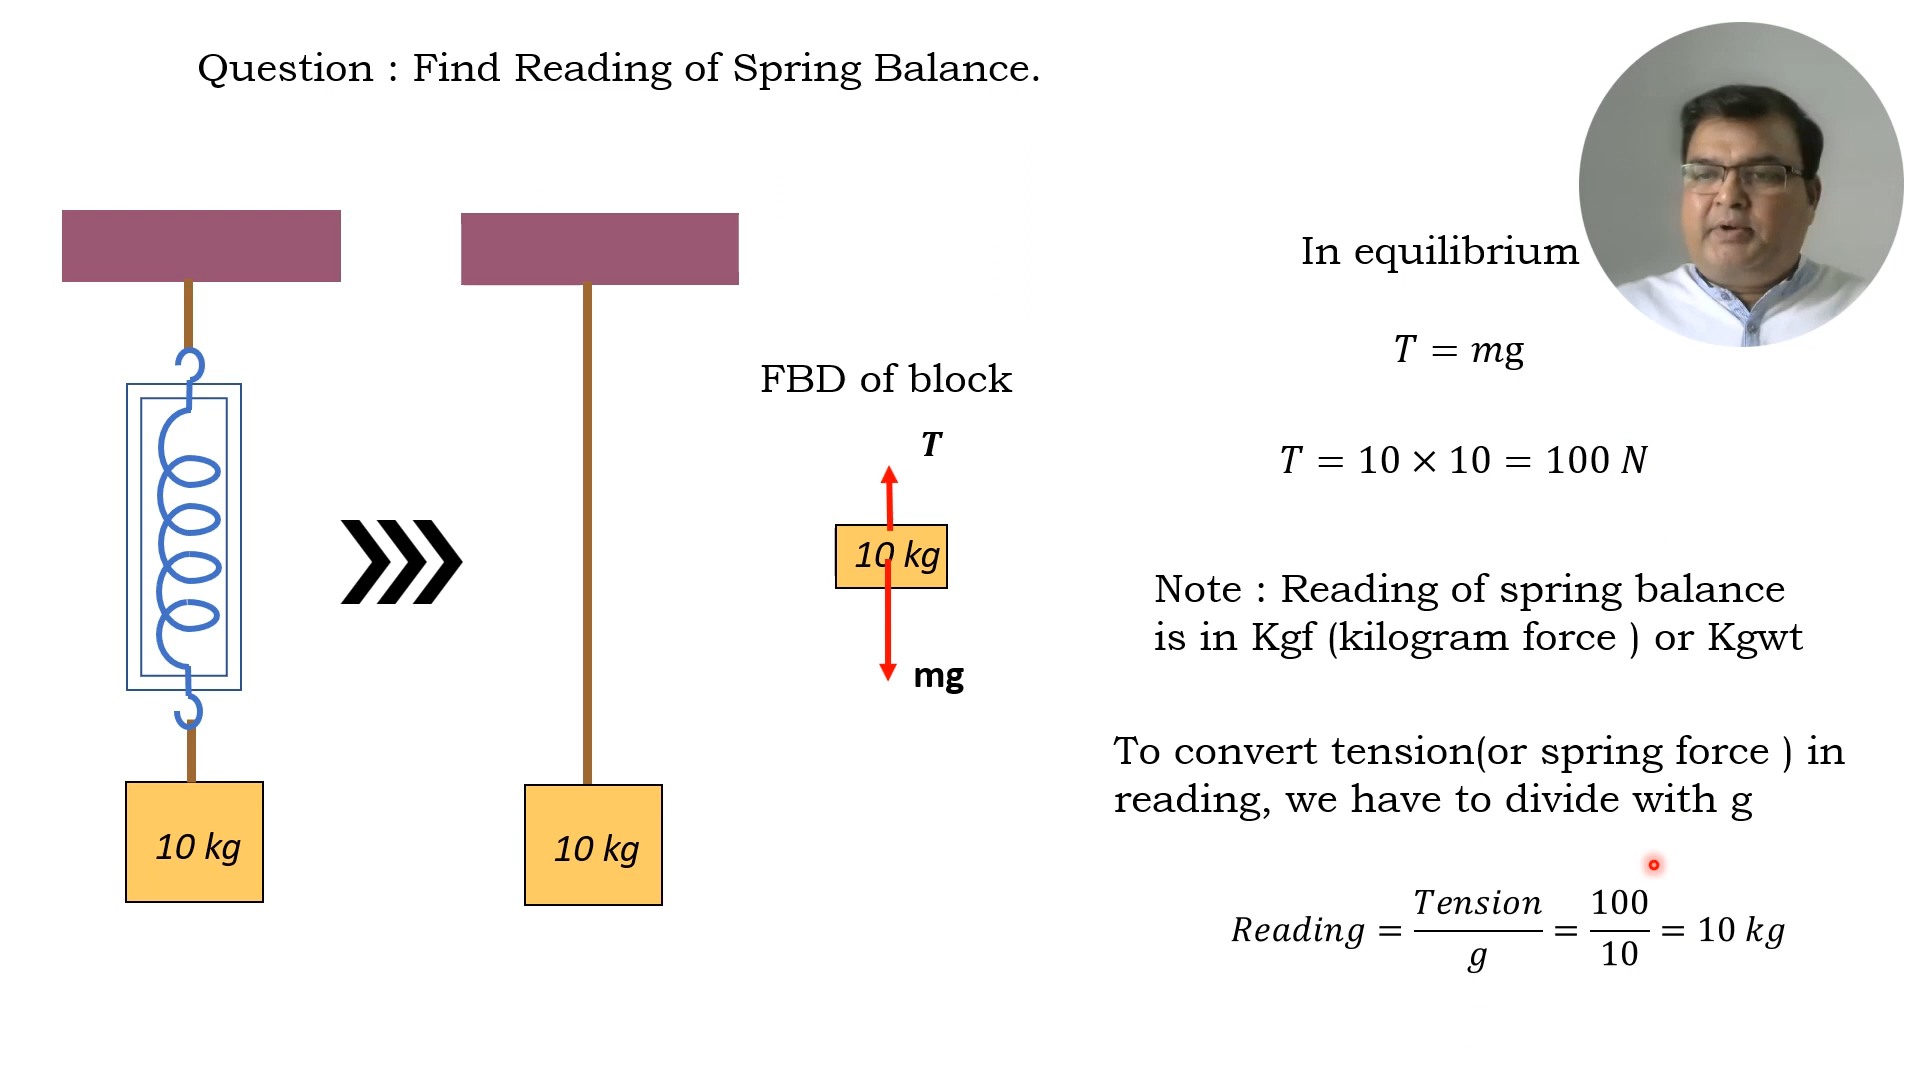 Question : Find Reading of Spring Balance.
In equilibrium
T = mg
FBD of block
T
T = 10 × 10 = 100 N
10 kg
Note : Reading of spring balance
is in Kgf (kilogram force ) or Kgwt
mg
To convert tension(or spring force ) in
reading, we have to divide with g
10 kg
10 kg
Reading = Tension/g = 100/10 = 10 kg